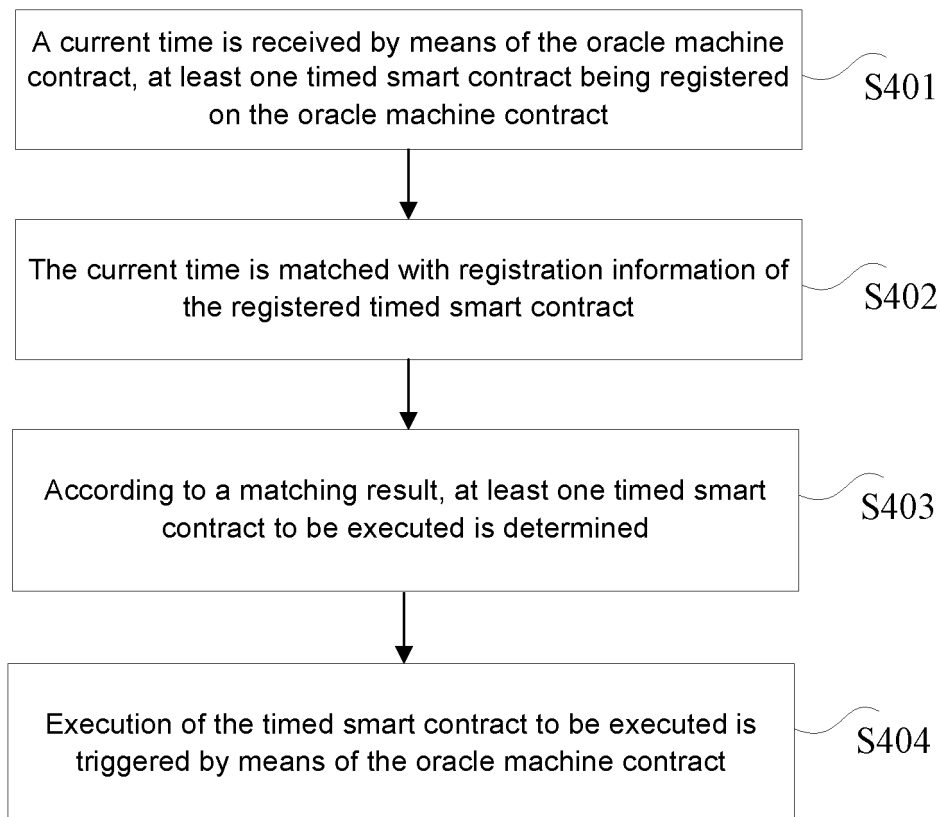 A current time is received by means of the oracle machine
contract, at least one timed smart contract being registered
on the oracle machine contract
S401
The current time is matched with registration information of
the registered timed smart contract
S402
According to a matching result, at least one timed smart
contract to be executed is determined
S403
Execution of the timed smart contract to be executed is
triggered by means of the oracle machine contract
S404